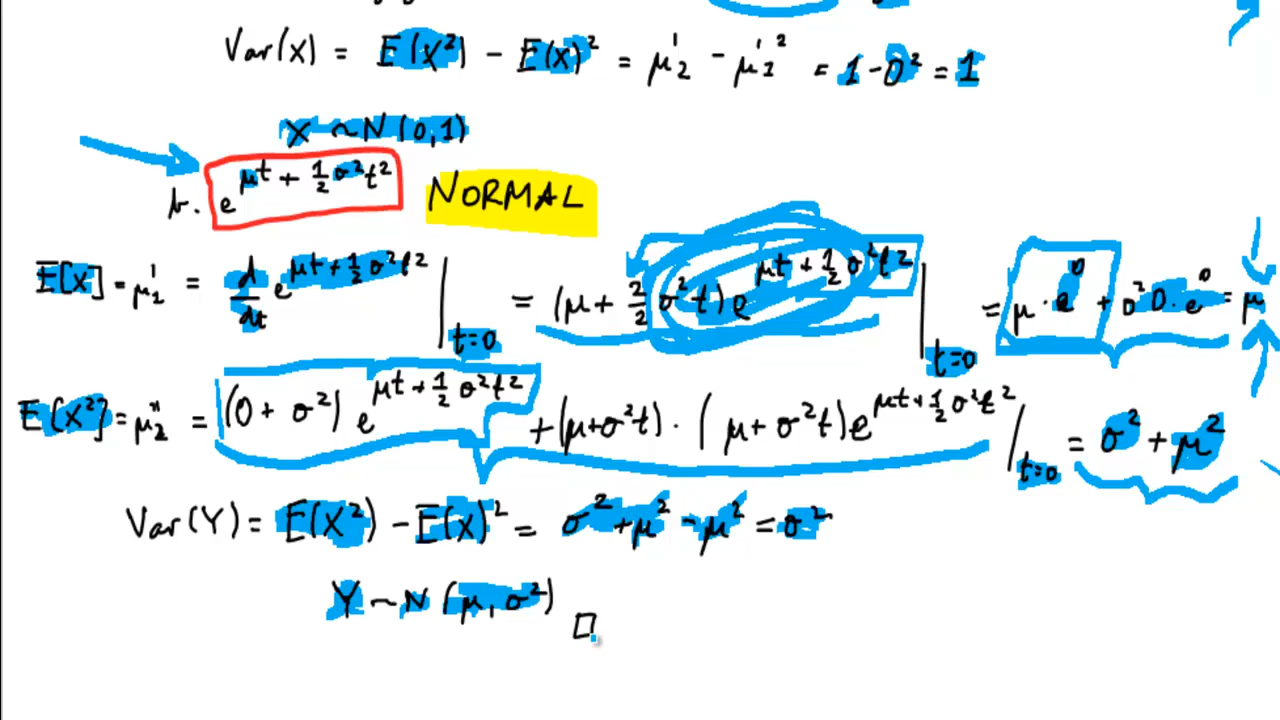 Var(X) = E(X²) - E(X)² = μ'₂ - μ'₁² = 1 - 0² = 1
X ~ N(0,1)
b. e^{μt + ½σ²t²} NORMAL
E[X] = μ'₁ = d/dt e^{μt + ½σ²t²} |_{t=0} = (μ + 2/2 σ²t) e^{μt + ½σ²t²} |_{t=0} = μ · e⁰ + σ² 0 · e⁰ = μ
E[X²] = μ''₂ = (0 + σ²) e^{μt + ½σ²t²} + (μ+σ²t) · (μ + σ²t) e^{μt + ½σ²t²} |_{t=0} = σ² + μ²
Var(Y) = E(X²) - E(X)² = σ² + μ² - μ² = σ²
Y ~ N(μ, σ²) □